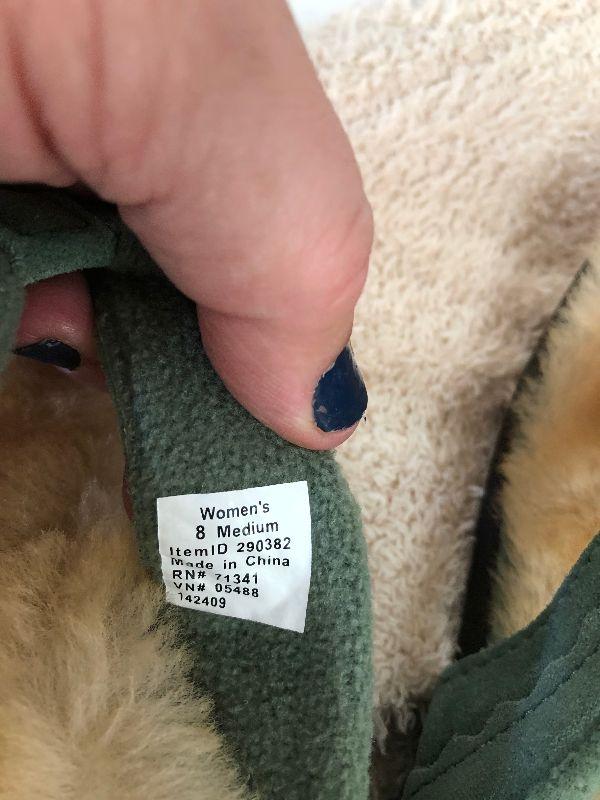 Women's
8 Medium
ItemID 290382
Made in China
RN# 71341
VN# 05488
142409